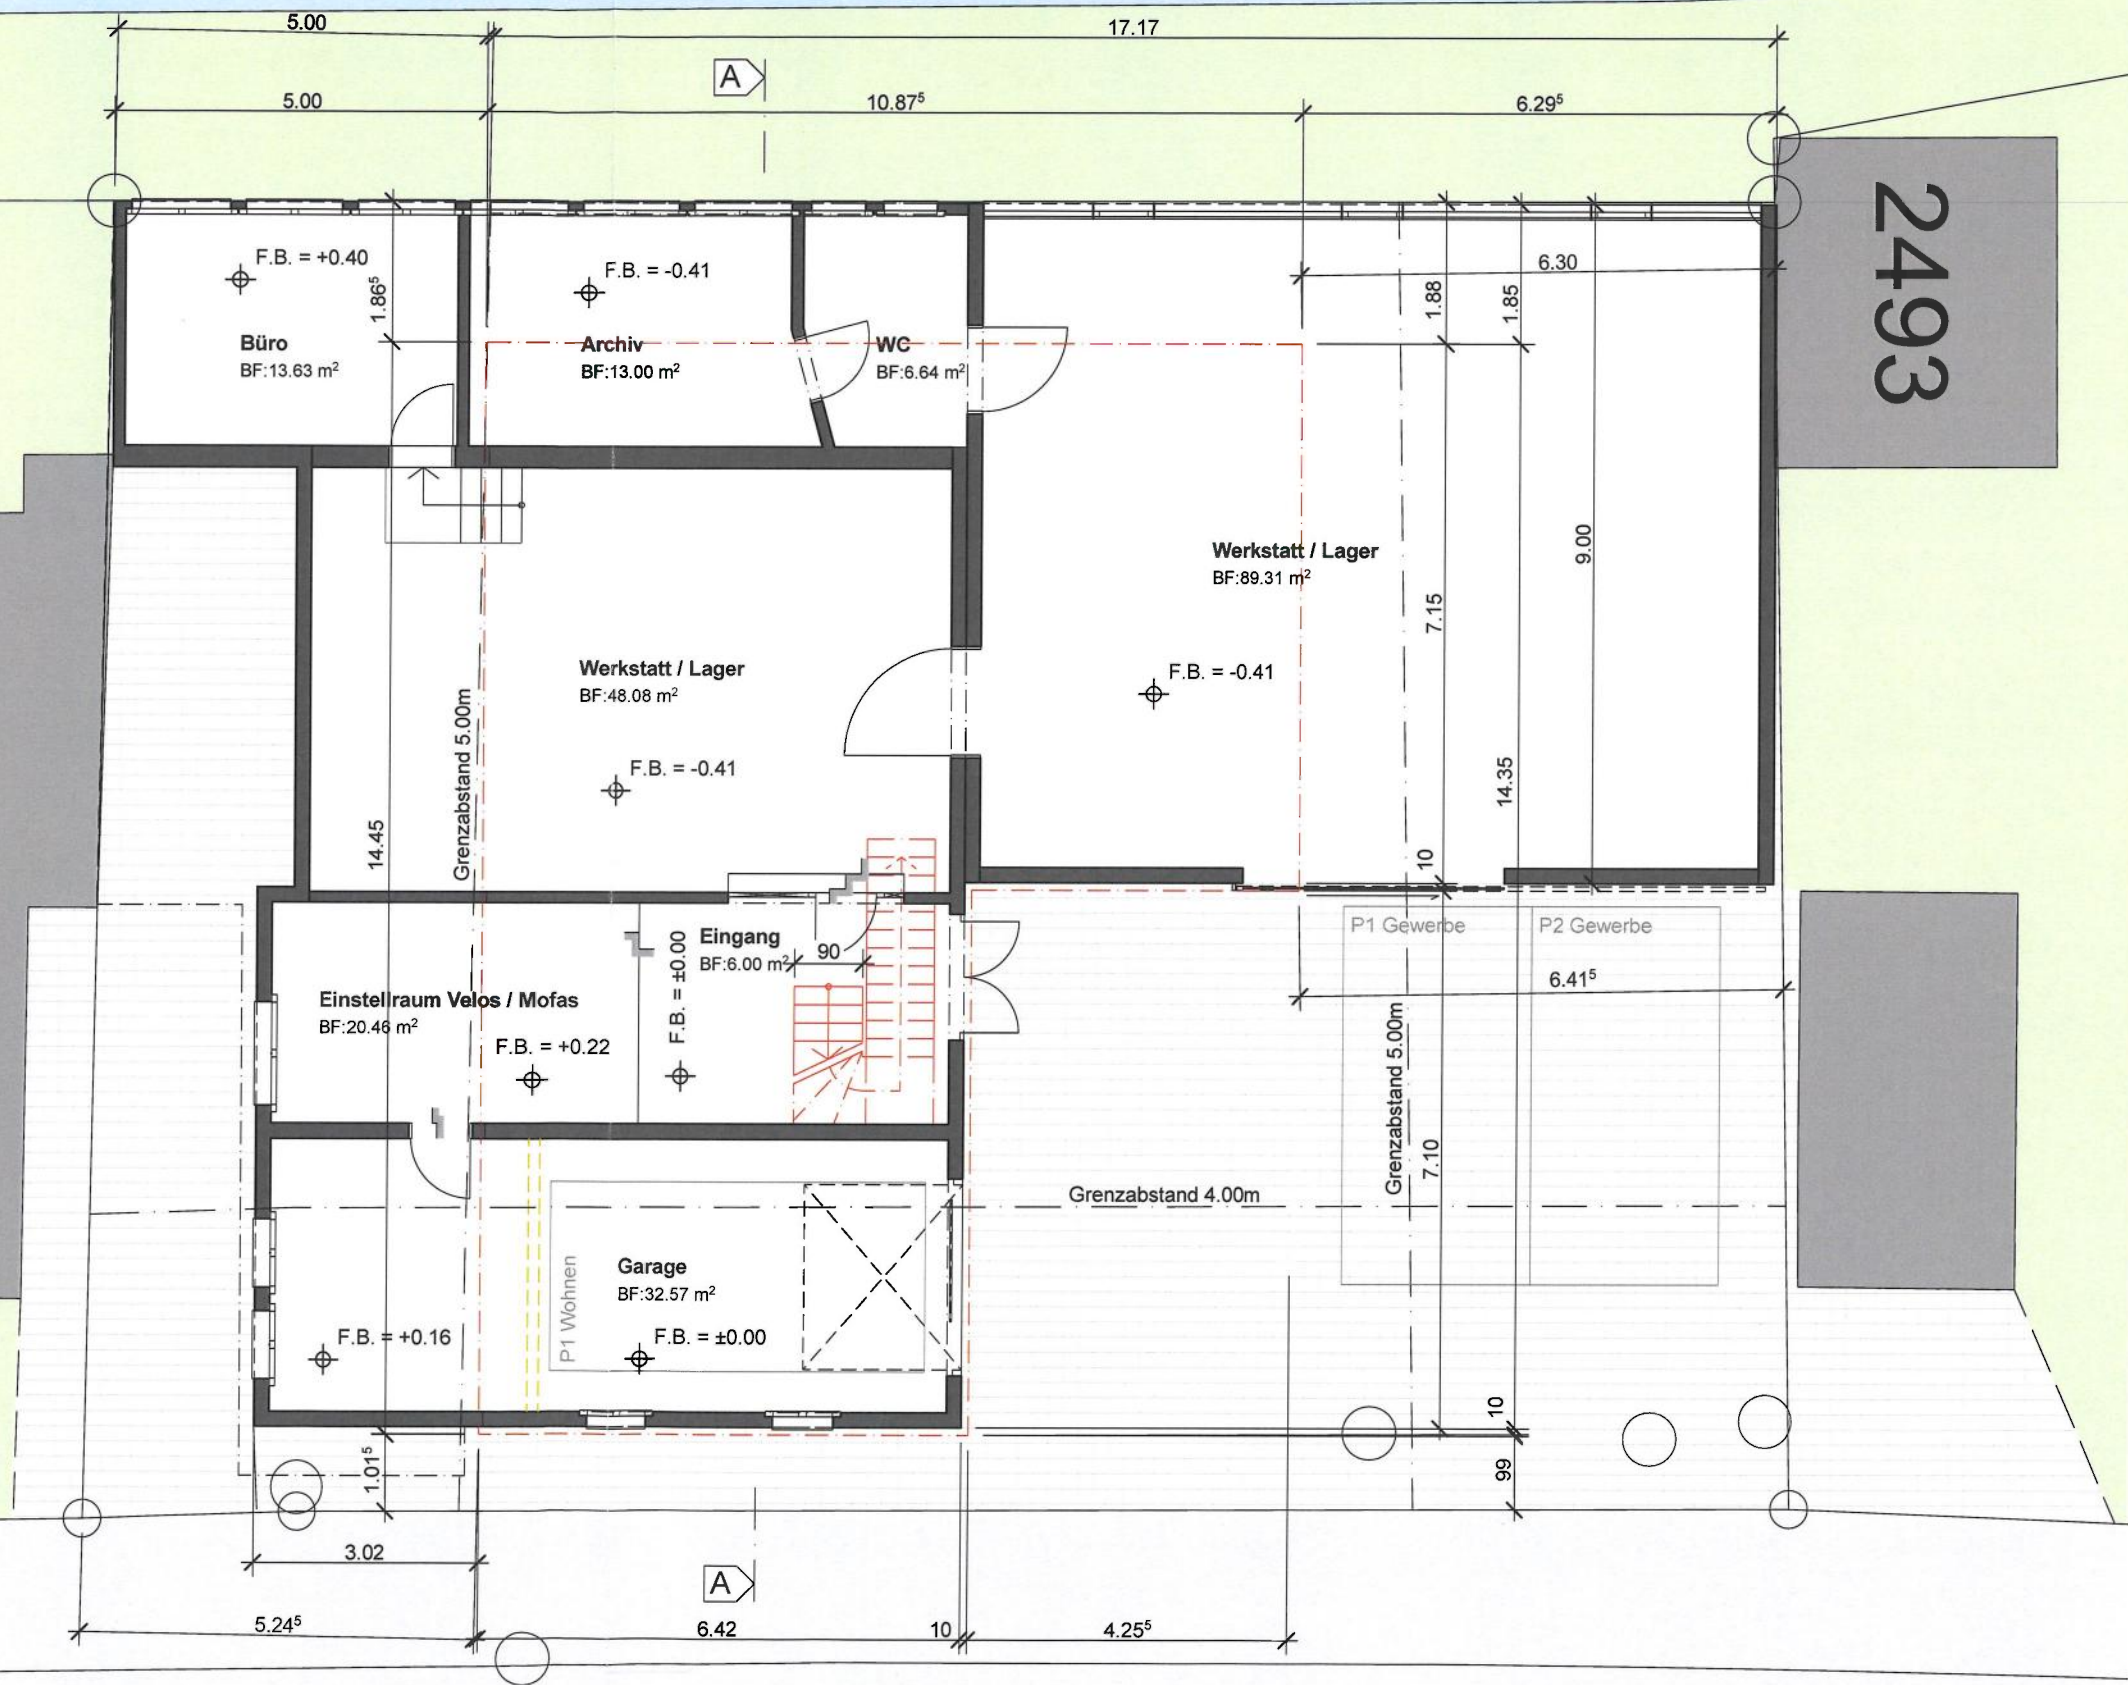 5.00
17.17
A
5.00
10.87⁵
6.29⁵
2493
F.B. = +0.40
1.86⁵
F.B. = -0.41
6.30
1.88
1.85
Büro
BF:13.63 m²
Archiv
BF:13.00 m²
WC
BF:6.64 m²
9.00
Werkstatt / Lager
BF:89.31 m²
7.15
Werkstatt / Lager
BF:48.08 m²
F.B. = -0.41
Grenzabstand 5.00m
F.B. = -0.41
14.35
14.45
10
P1 Gewerbe
P2 Gewerbe
Eingang
BF:6.00 m²
90
F.B. = ±0.00
6.41⁵
Einstellraum Velos / Mofas
BF:20.46 m²
F.B. = +0.22
Grenzabstand 5.00m
7.10
Grenzabstand 4.00m
Garage
BF:32.57 m²
P1 Wohnen
F.B. = +0.16
F.B. = ±0.00
10
1.01⁵
99
3.02
A
5.24⁵
6.42
10
4.25⁵